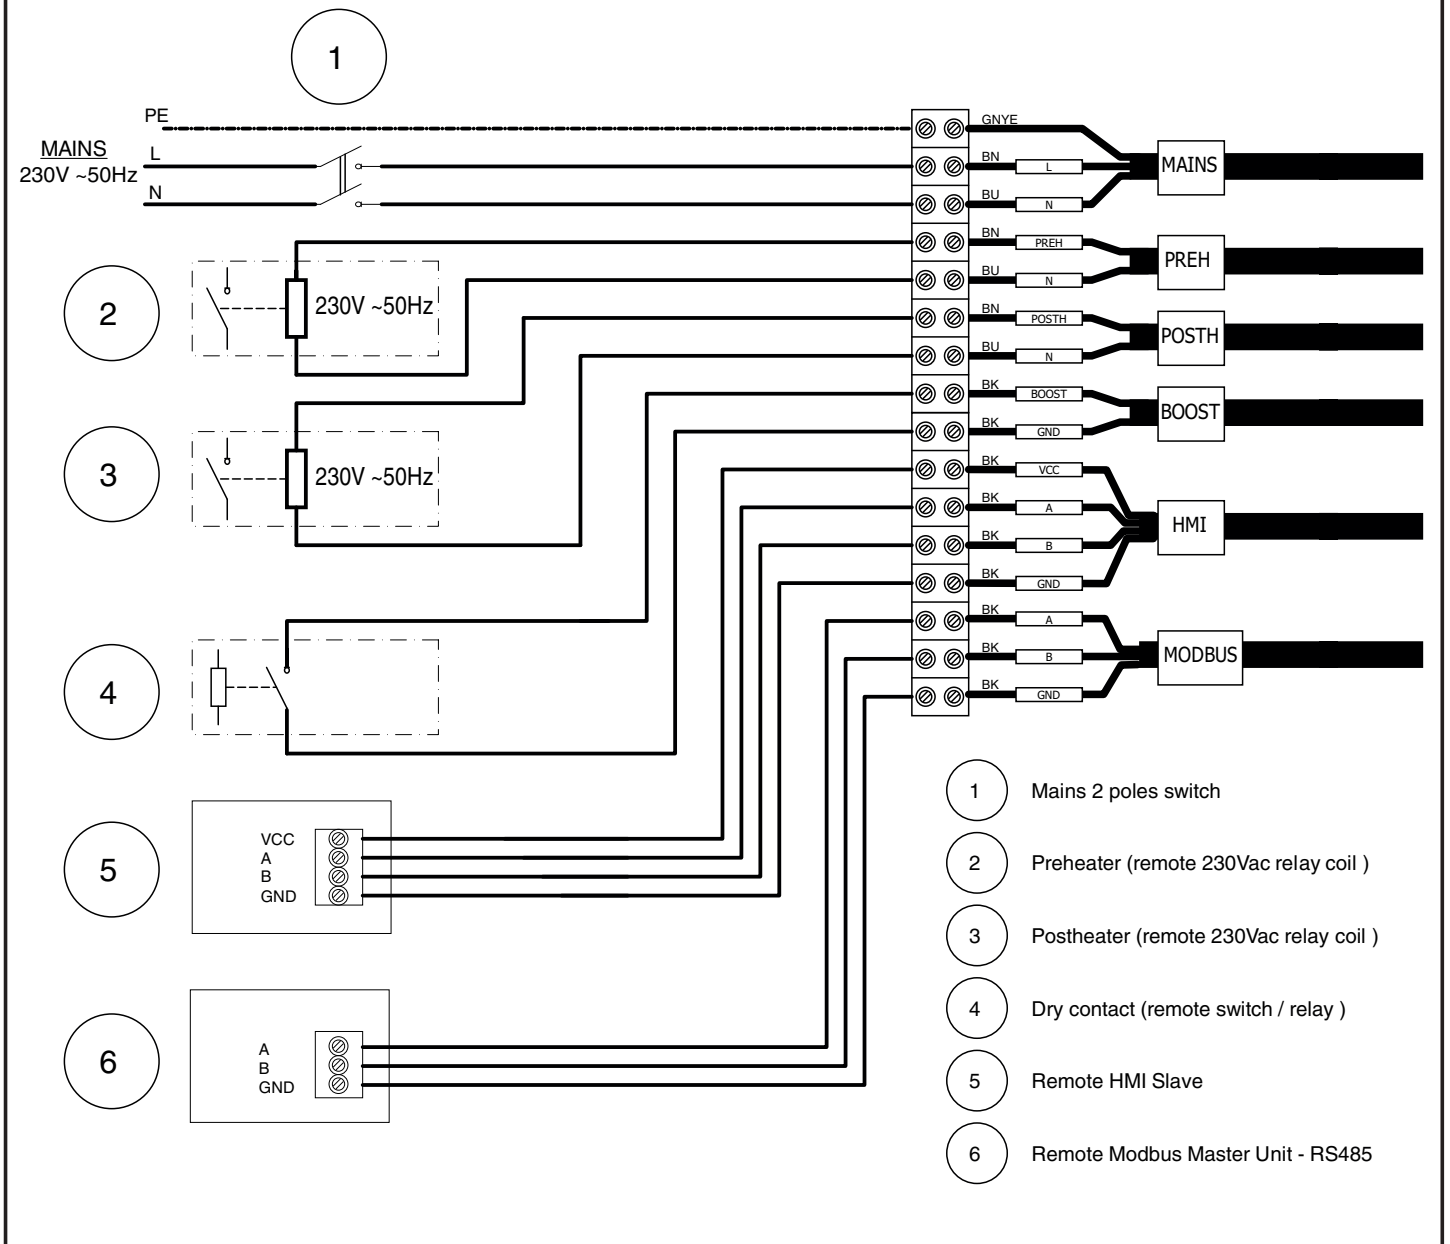 1
PE
MAINS
230V ~50Hz
L
N
GNYE
BN
L
BU
N
MAINS
BN
PREH
BU
N
PREH
BN
POSTH
BU
N
POSTH
BK
BOOST
BK
GND
BOOST
BK
VCC
BK
A
BK
B
BK
GND
HMI
BK
A
BK
B
BK
GND
MODBUS
2
230V ~50Hz
3
230V ~50Hz
4
5
VCC
A
B
GND
6
A
B
GND
1 Mains 2 poles switch
2 Preheater (remote 230Vac relay coil )
3 Postheater (remote 230Vac relay coil )
4 Dry contact (remote switch / relay )
5 Remote HMI Slave
6 Remote Modbus Master Unit - RS485